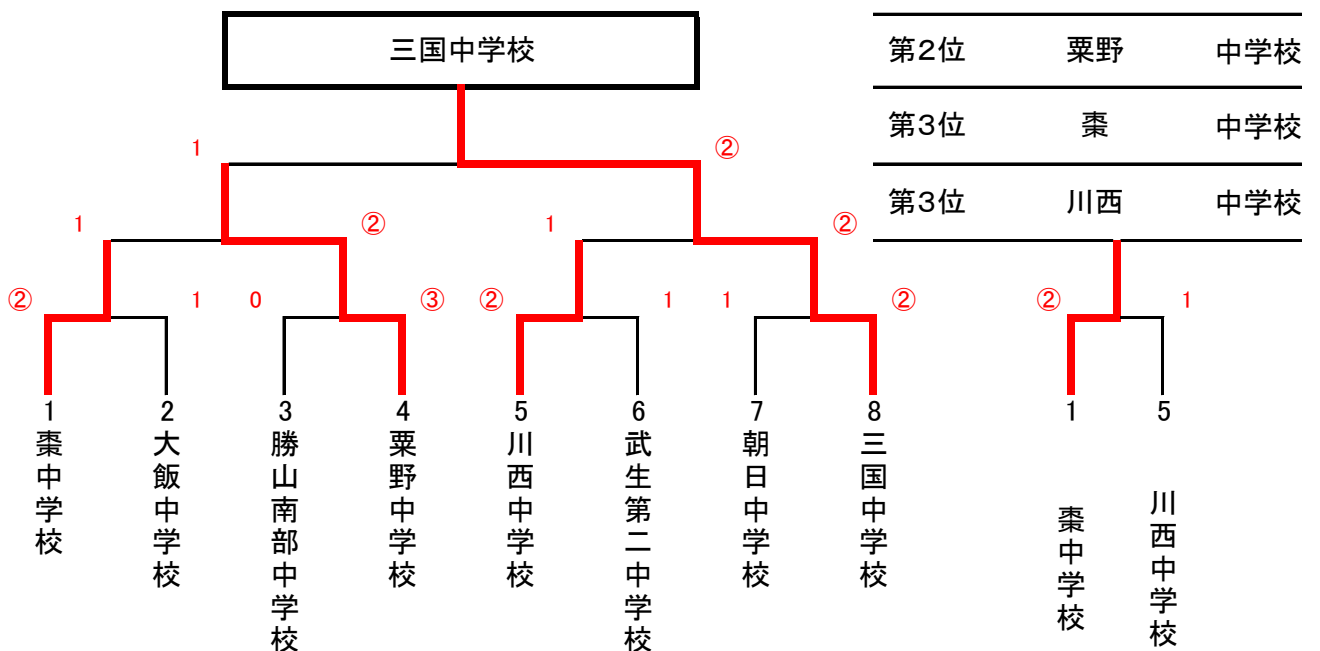 三国中学校
第2位 粟野 中学校
第3位 棗 中学校
第3位 川西 中学校
1 ②
1 ② 1 ②
② 1 0 ③ ② 1 1 ② ② 1
1 2 3 4 5 6 7 8 1 5
棗中学校
大飯中学校
勝山南部中学校
粟野中学校
川西中学校
武生第二中学校
朝日中学校
三国中学校
棗中学校
川西中学校